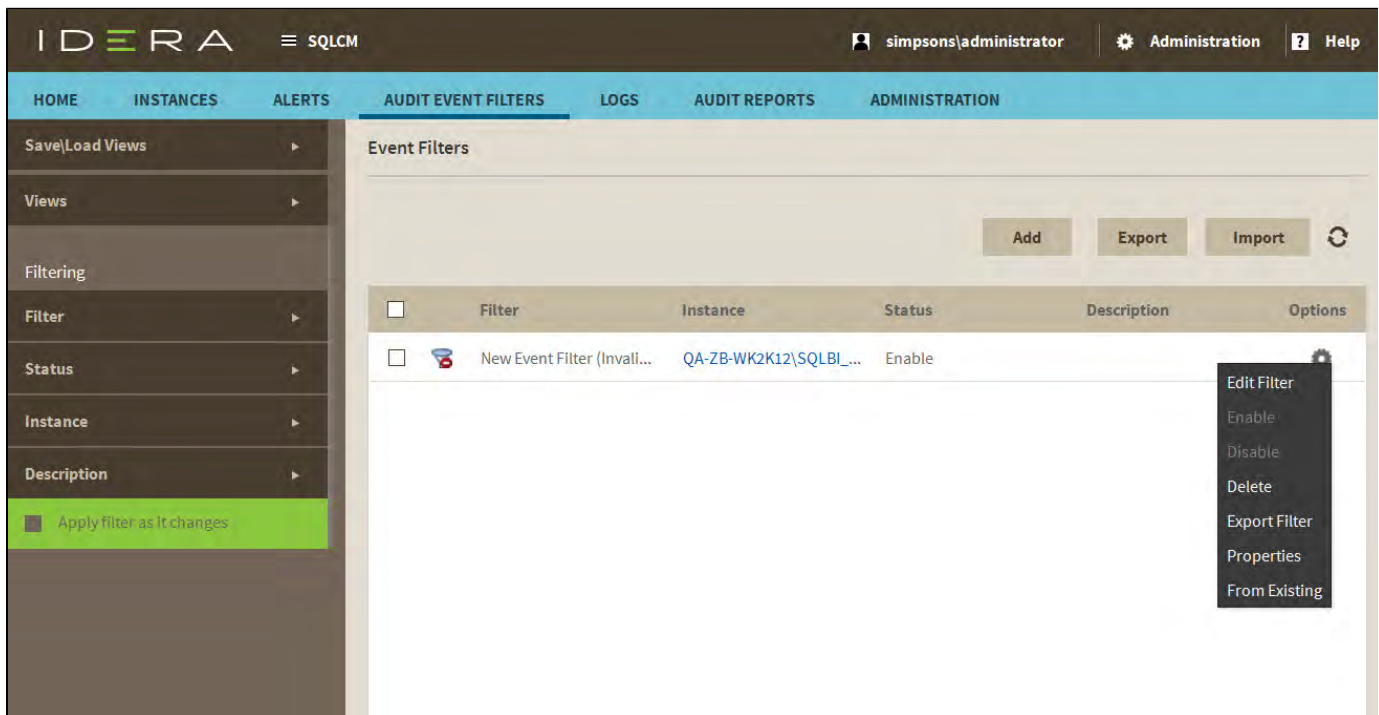 IDERA SQLCM simpsons\administrator Administration ? Help
HOME INSTANCES ALERTS AUDIT EVENT FILTERS LOGS AUDIT REPORTS ADMINISTRATION
Save\Load Views
Views
Filtering
Filter
Status
Instance
Description
Apply filter as it changes
Event Filters
Add Export Import
Filter Instance Status Description Options
New Event Filter (Invali... QA-ZB-WK2K12\SQLBI_... Enable
Edit Filter
Enable
Disable
Delete
Export Filter
Properties
From Existing